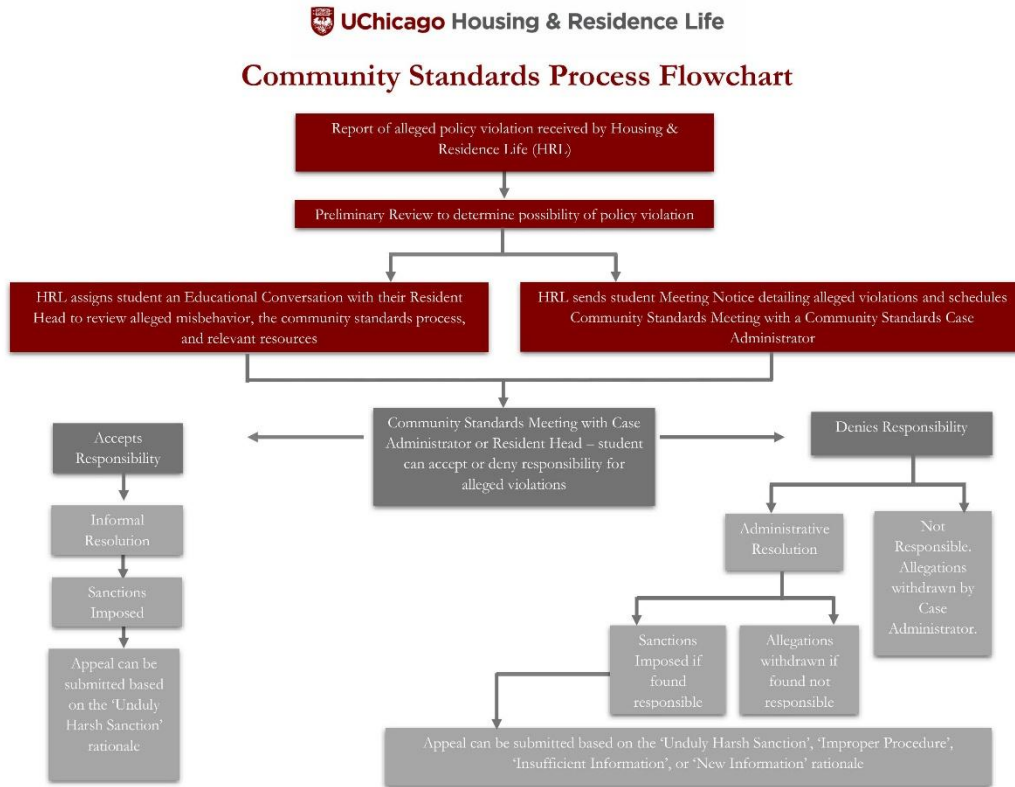 UChicago Housing & Residence Life
Community Standards Process Flowchart
Report of alleged policy violation received by Housing &
Residence Life (HRL)
Preliminary Review to determine possibility of policy violation
HRL assigns student an Educational Conversation with their Resident
Head to review alleged misbehavior, the community standards process,
and relevant resources
HRL sends student Meeting Notice detailing alleged violations and schedules
Community Standards Meeting with a Community Standards Case
Administrator
Community Standards Meeting with Case
Administrator or Resident Head – student
can accept or deny responsibility for
alleged violations
Accepts
Responsibility
Informal
Resolution
Sanctions
Imposed
Appeal can be
submitted based
on the ‘Unduly
Harsh Sanction’
rationale
Denies Responsibility
Administrative
Resolution
Not
Responsible.
Allegations
withdrawn by
Case
Administrator.
Sanctions
Imposed if
found
responsible
Allegations
withdrawn if
found not
responsible
Appeal can be submitted based on the ‘Unduly Harsh Sanction’, ‘Improper Procedure’,
‘Insufficient Information’, or ‘New Information’ rationale